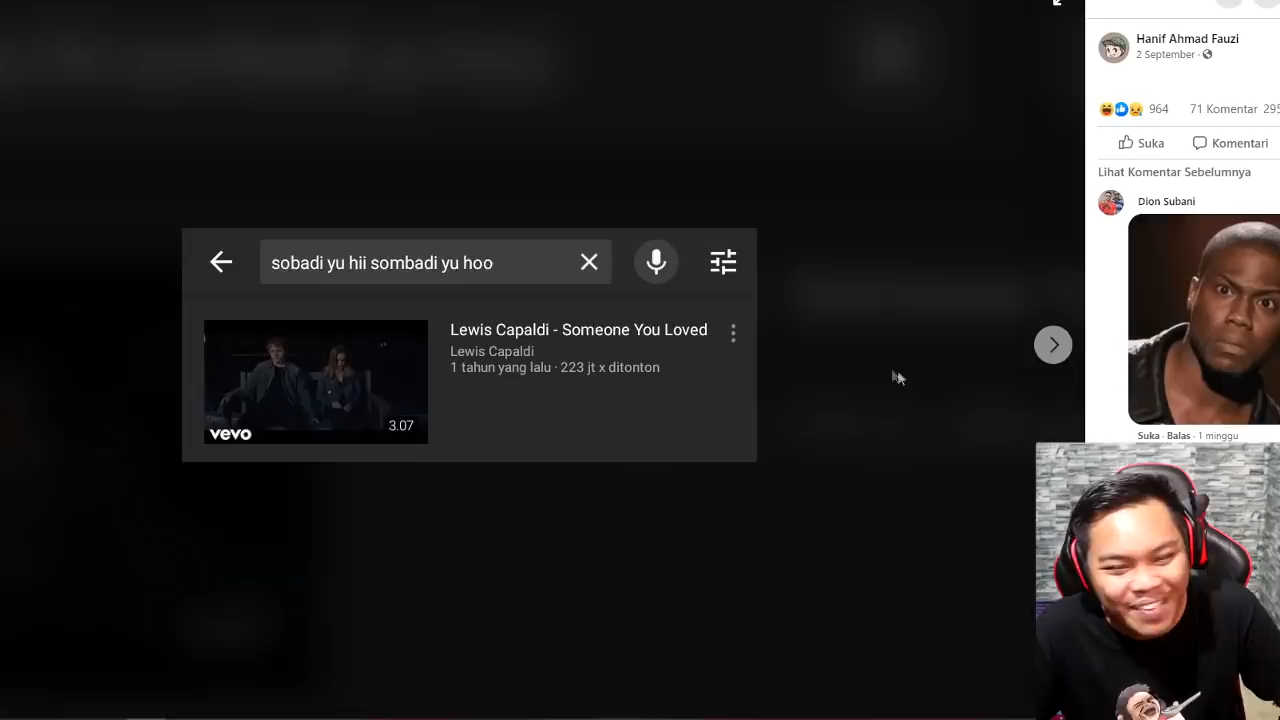 sobadi yu hii sombadi yu hoo
Lewis Capaldi - Someone You Loved
Lewis Capaldi
1 tahun yang lalu · 223 jt x ditonton
3.07
vevo
Hanif Ahmad Fauzi
2 September ·
964 71 Komentar 295
Suka Komentari
Lihat Komentar Sebelumnya
Dion Subani
Suka · Balas · 1 minggu